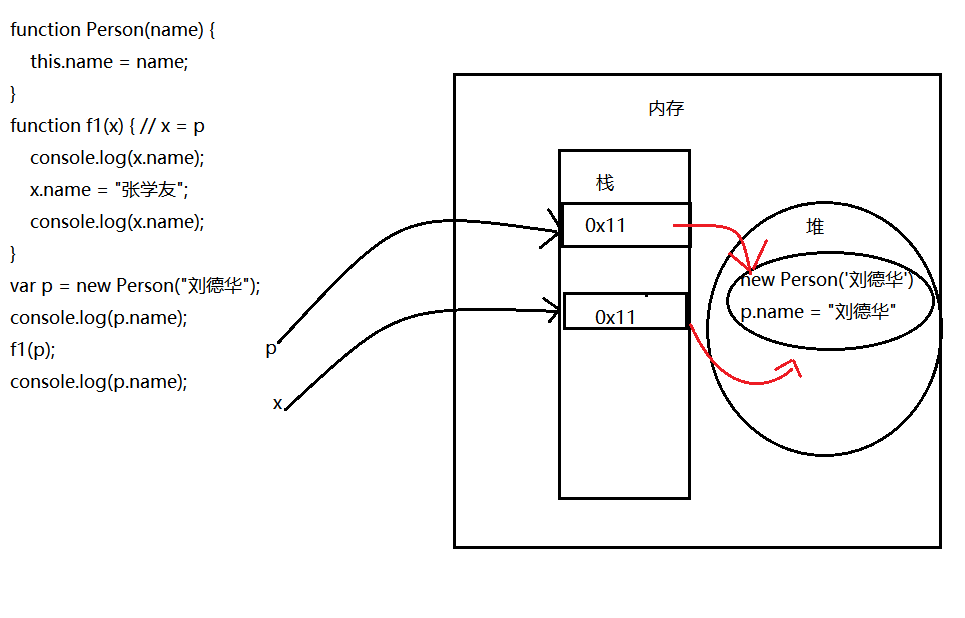 function Person(name) {
    this.name = name;
}
function f1(x) { // x = p
    console.log(x.name);
    x.name = "张学友";
    console.log(x.name);
}
var p = new Person("刘德华");
console.log(p.name);
f1(p);
console.log(p.name);
p
x
内存
栈
0x11
0x11
堆
new Person('刘德华')
p.name = "刘德华"